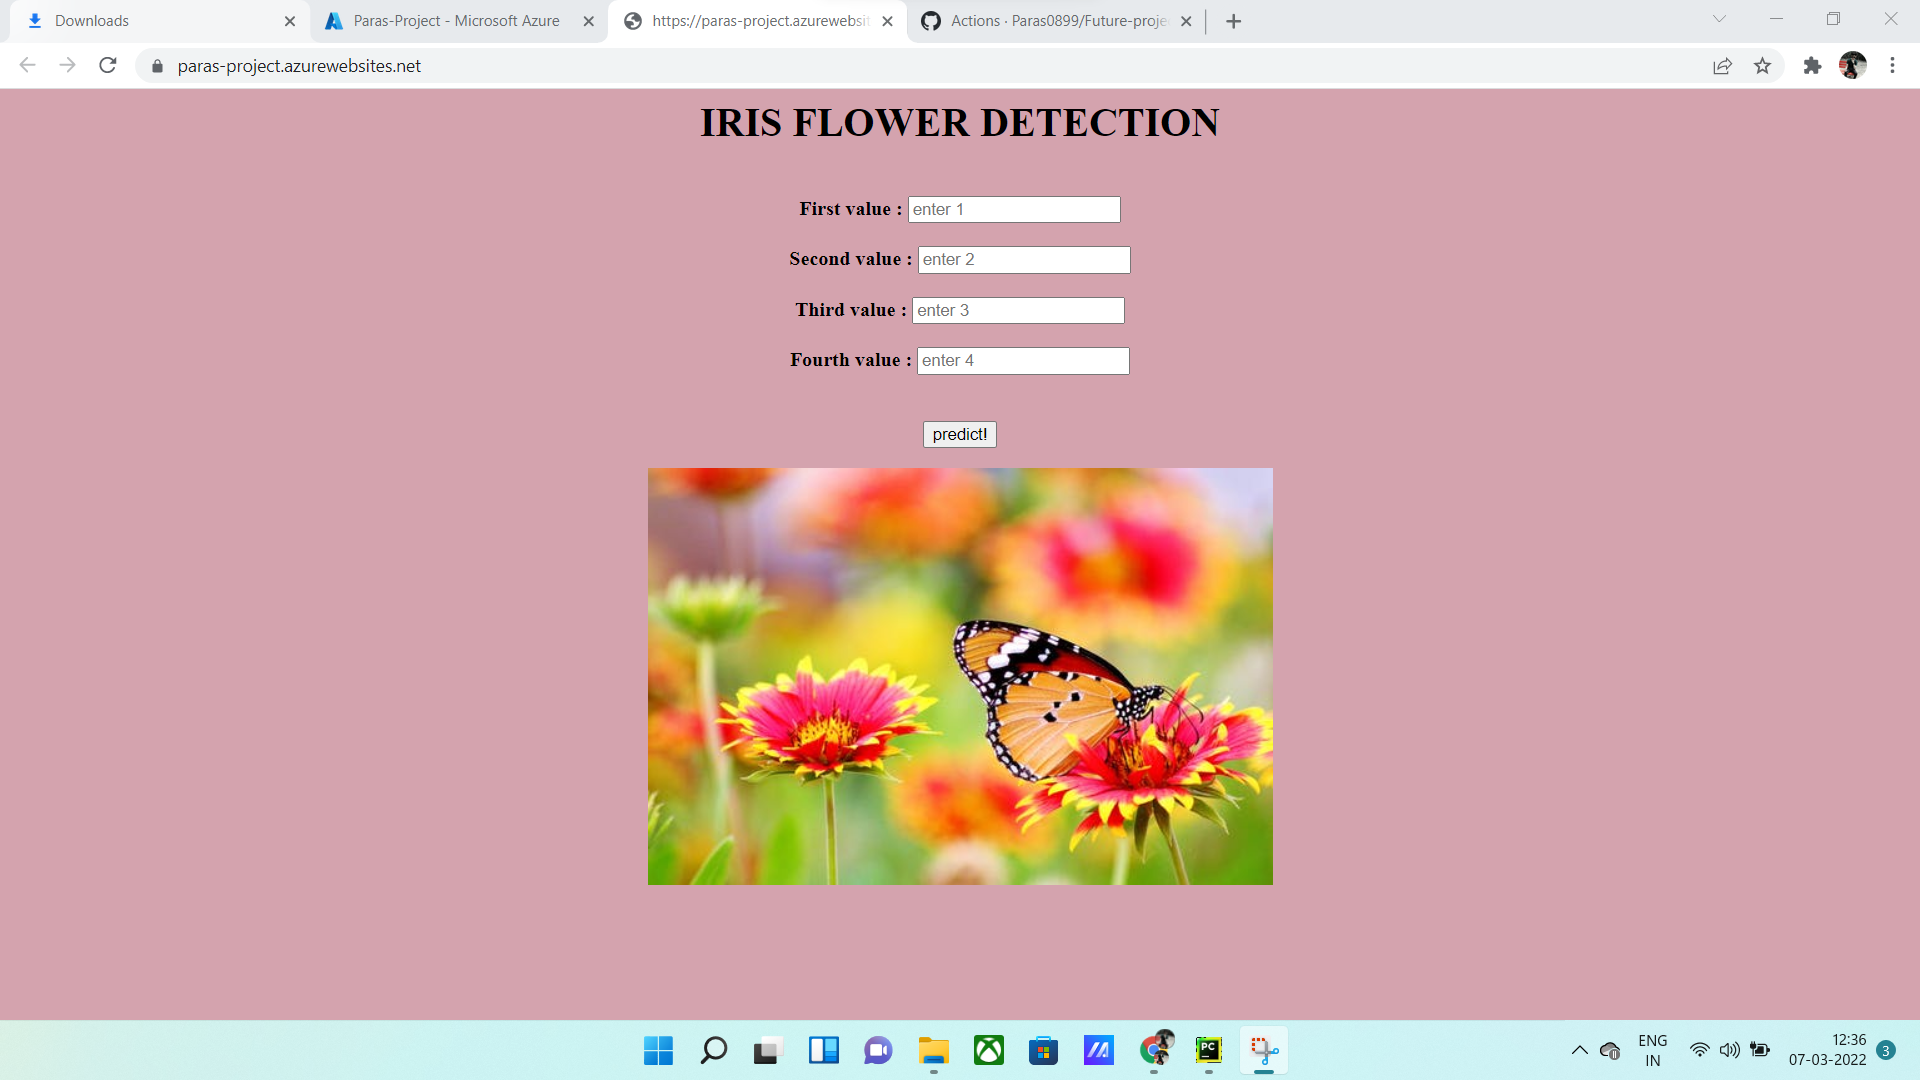 Downloads
Paras-Project - Microsoft Azure
https://paras-project.azurewebsit
Actions · Paras0899/Future-proje
paras-project.azurewebsites.net
IRIS FLOWER DETECTION
First value : enter 1
Second value : enter 2
Third value : enter 3
Fourth value : enter 4
predict!
PC
ENG
IN
12:36
07-03-2022
3